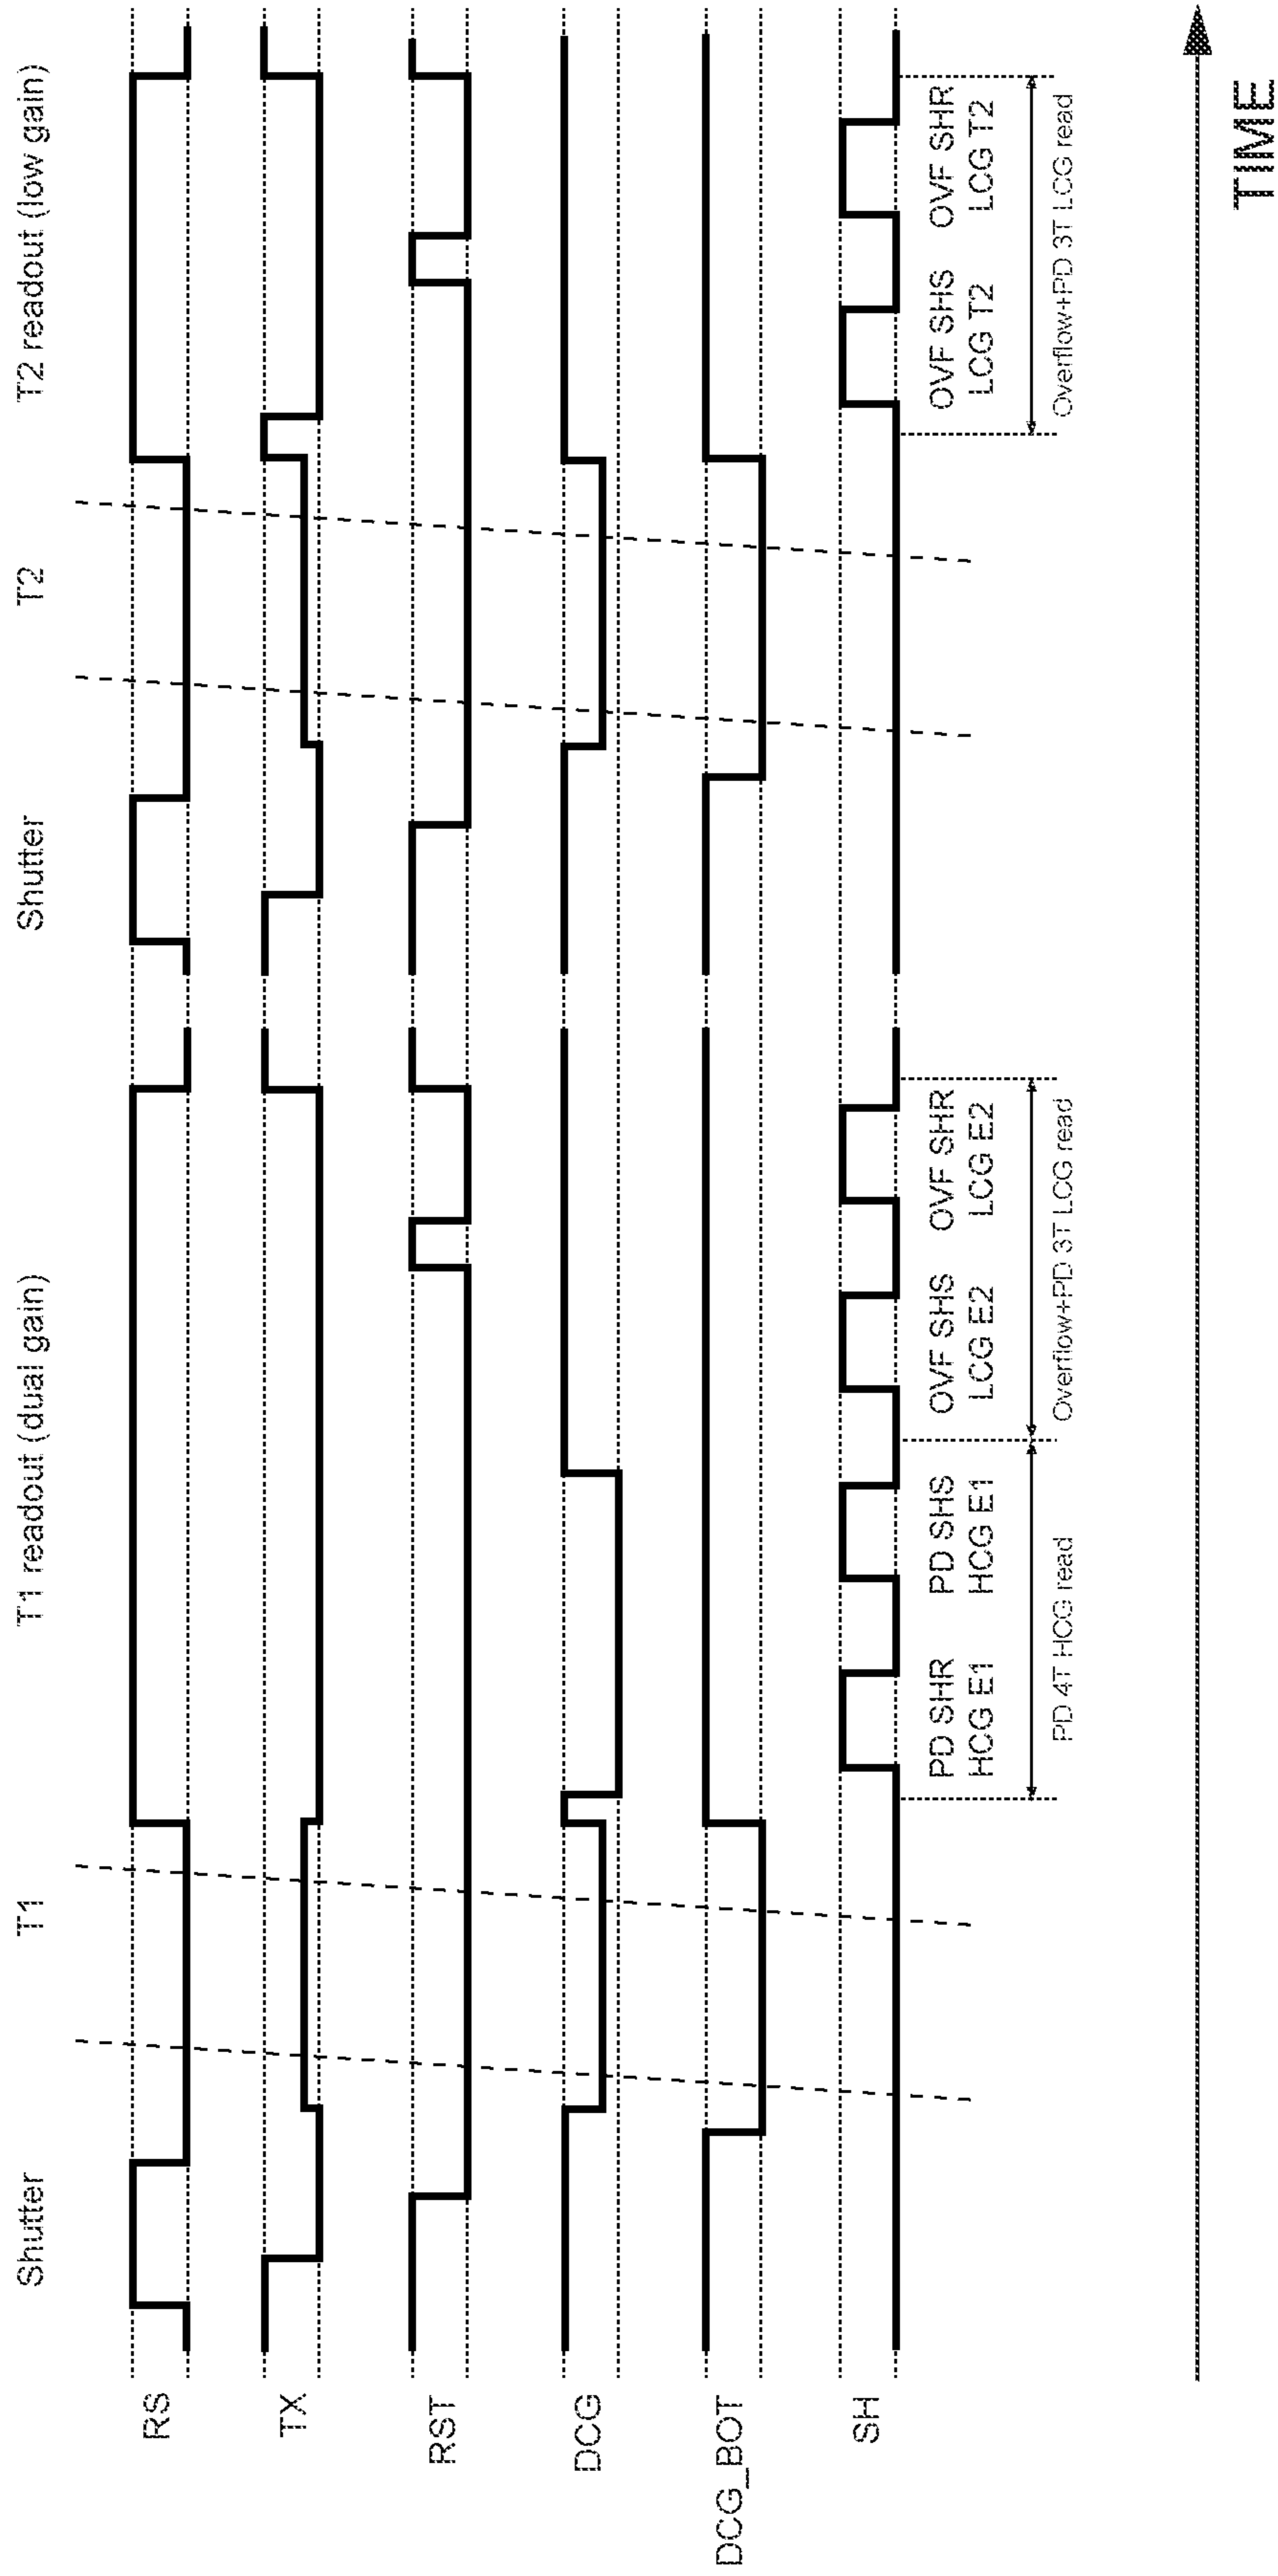 Shutter
T1
T1 readout (dual gain)
Shutter
T2
T2 readout (low gain)
RS
TX
RST
DCG
DCG_BOT
SH
PD SHR
HCG E1
PD SHS
HCG E1
OVF SHS
LCG E2
OVF SHR
LCG E2
OVF SHS
LCG T2
OVF SHR
LCG T2
PD 4T HCG read
Overflow+PD 3T LCG read
Overflow+PD 3T LCG read
TIME